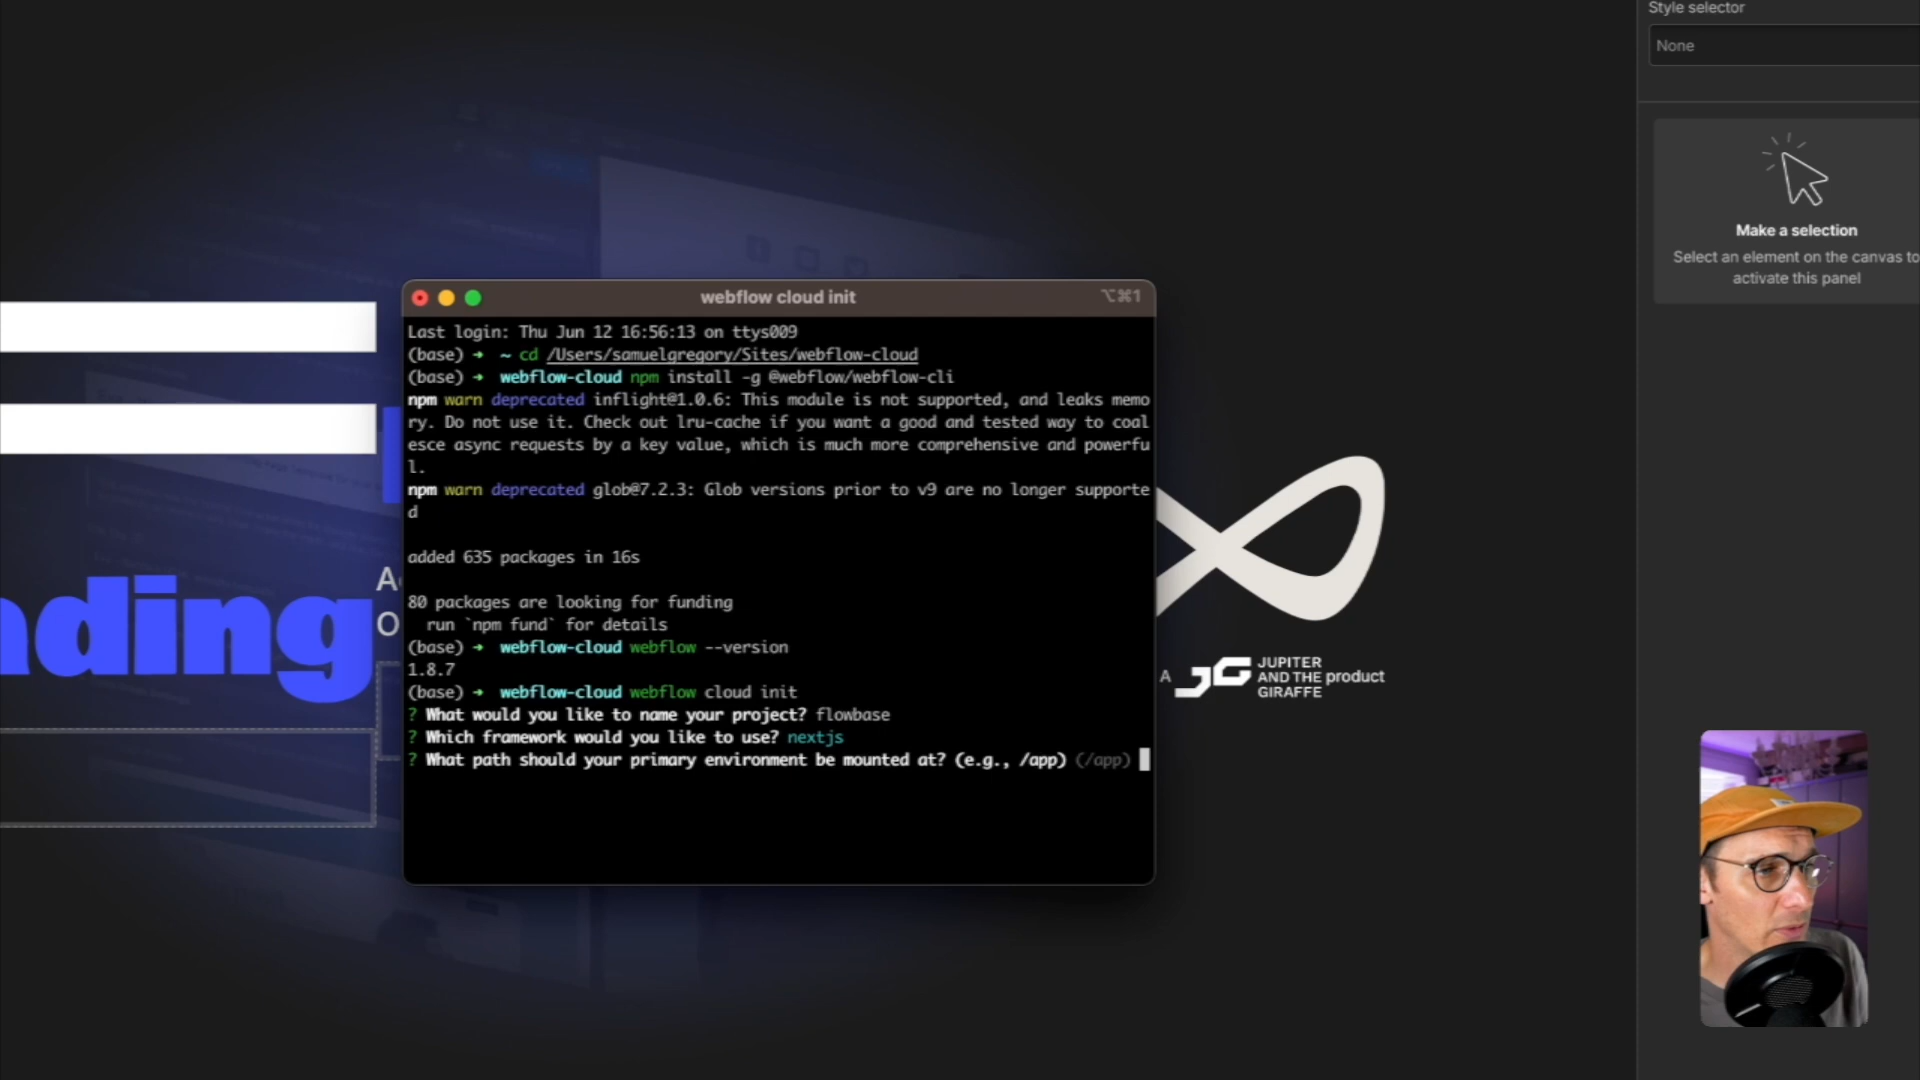 Style selector
None
Make a selection
Select an element on the canvas to
activate this panel
webflow cloud init
⌥⌘1
Last login: Thu Jun 12 16:56:13 on ttys009
(base) ➜ ~ cd /Users/samuelgregory/Sites/webflow-cloud
(base) ➜ webflow-cloud npm install -g @webflow/webflow-cli
npm warn deprecated inflight@1.0.6: This module is not supported, and leaks memo
ry. Do not use it. Check out lru-cache if you want a good and tested way to coal
esce async requests by a key value, which is much more comprehensive and powerfu
l.
npm warn deprecated glob@7.2.3: Glob versions prior to v9 are no longer supporte
d
added 635 packages in 16s
80 packages are looking for funding
run `npm fund` for details
(base) ➜ webflow-cloud webflow --version
1.8.7
(base) ➜ webflow-cloud webflow cloud init
? What would you like to name your project? flowbase
? Which framework would you like to use? nextjs
? What path should your primary environment be mounted at? (e.g., /app) (/app)
ading
A
O
A JG JUPITER
AND THE product
GIRAFFE